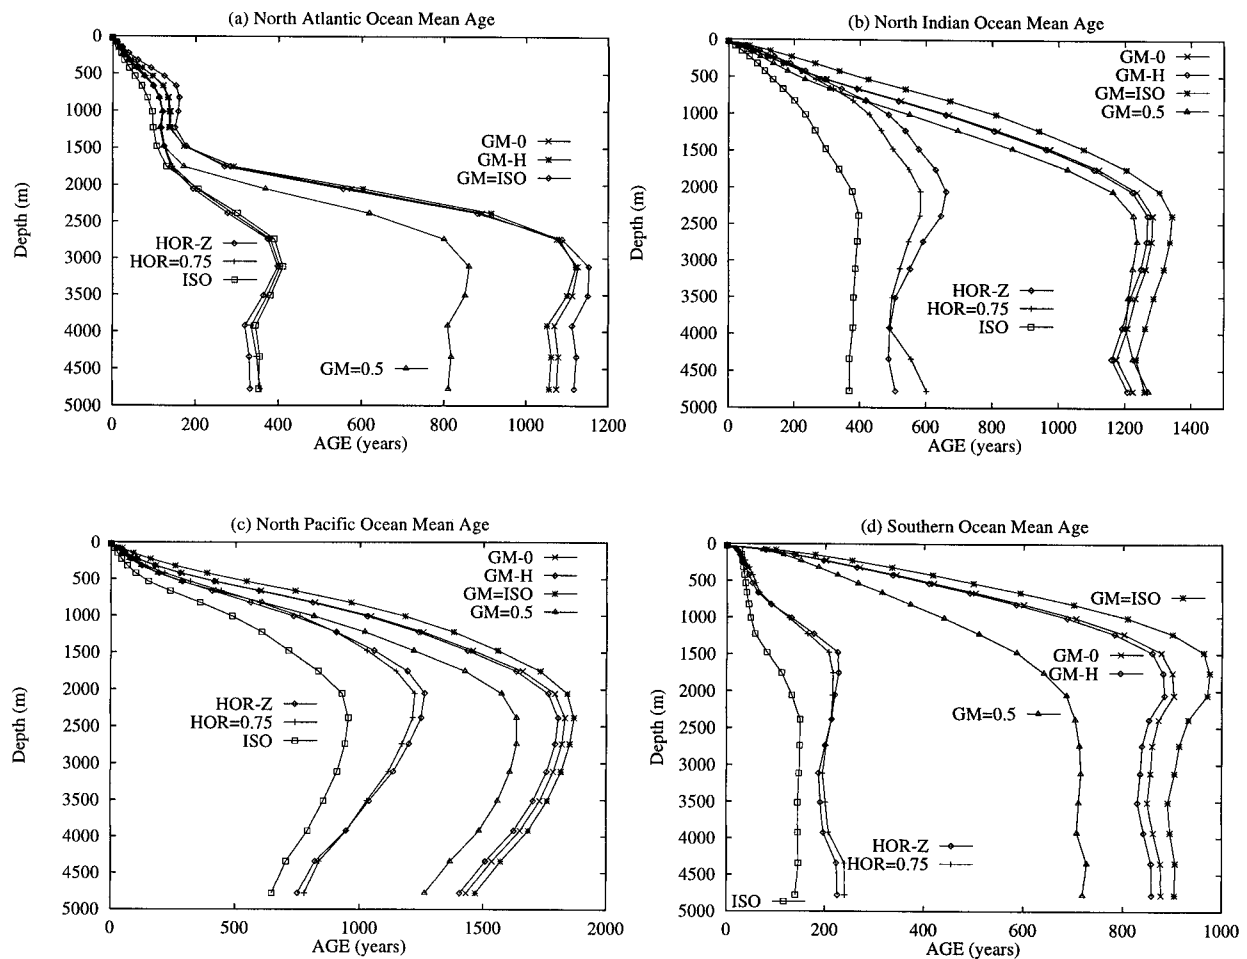 (a) North Atlantic Ocean Mean Age
0
500
1000
1500
2000
2500
3000
3500
4000
4500
5000
Depth (m)
GM-0
GM-H
GM=ISO
HOR-Z
HOR=0.75
ISO
GM=0.5
0 200 400 600 800 1000 1200
AGE (years)
(b) North Indian Ocean Mean Age
0
500
1000
1500
2000
2500
3000
3500
4000
4500
5000
Depth (m)
GM-0
GM-H
GM=ISO
GM=0.5
HOR-Z
HOR=0.75
ISO
0 200 400 600 800 1000 1200 1400
AGE (years)
(c) North Pacific Ocean Mean Age
0
500
1000
1500
2000
2500
3000
3500
4000
4500
5000
Depth (m)
GM-0
GM-H
GM=ISO
GM=0.5
HOR-Z
HOR=0.75
ISO
0 500 1000 1500 2000
AGE (years)
(d) Southern Ocean Mean Age
0
500
1000
1500
2000
2500
3000
3500
4000
4500
5000
Depth (m)
GM=ISO
GM-0
GM-H
GM=0.5
HOR-Z
HOR=0.75
ISO
0 200 400 600 800 1000
AGE (years)